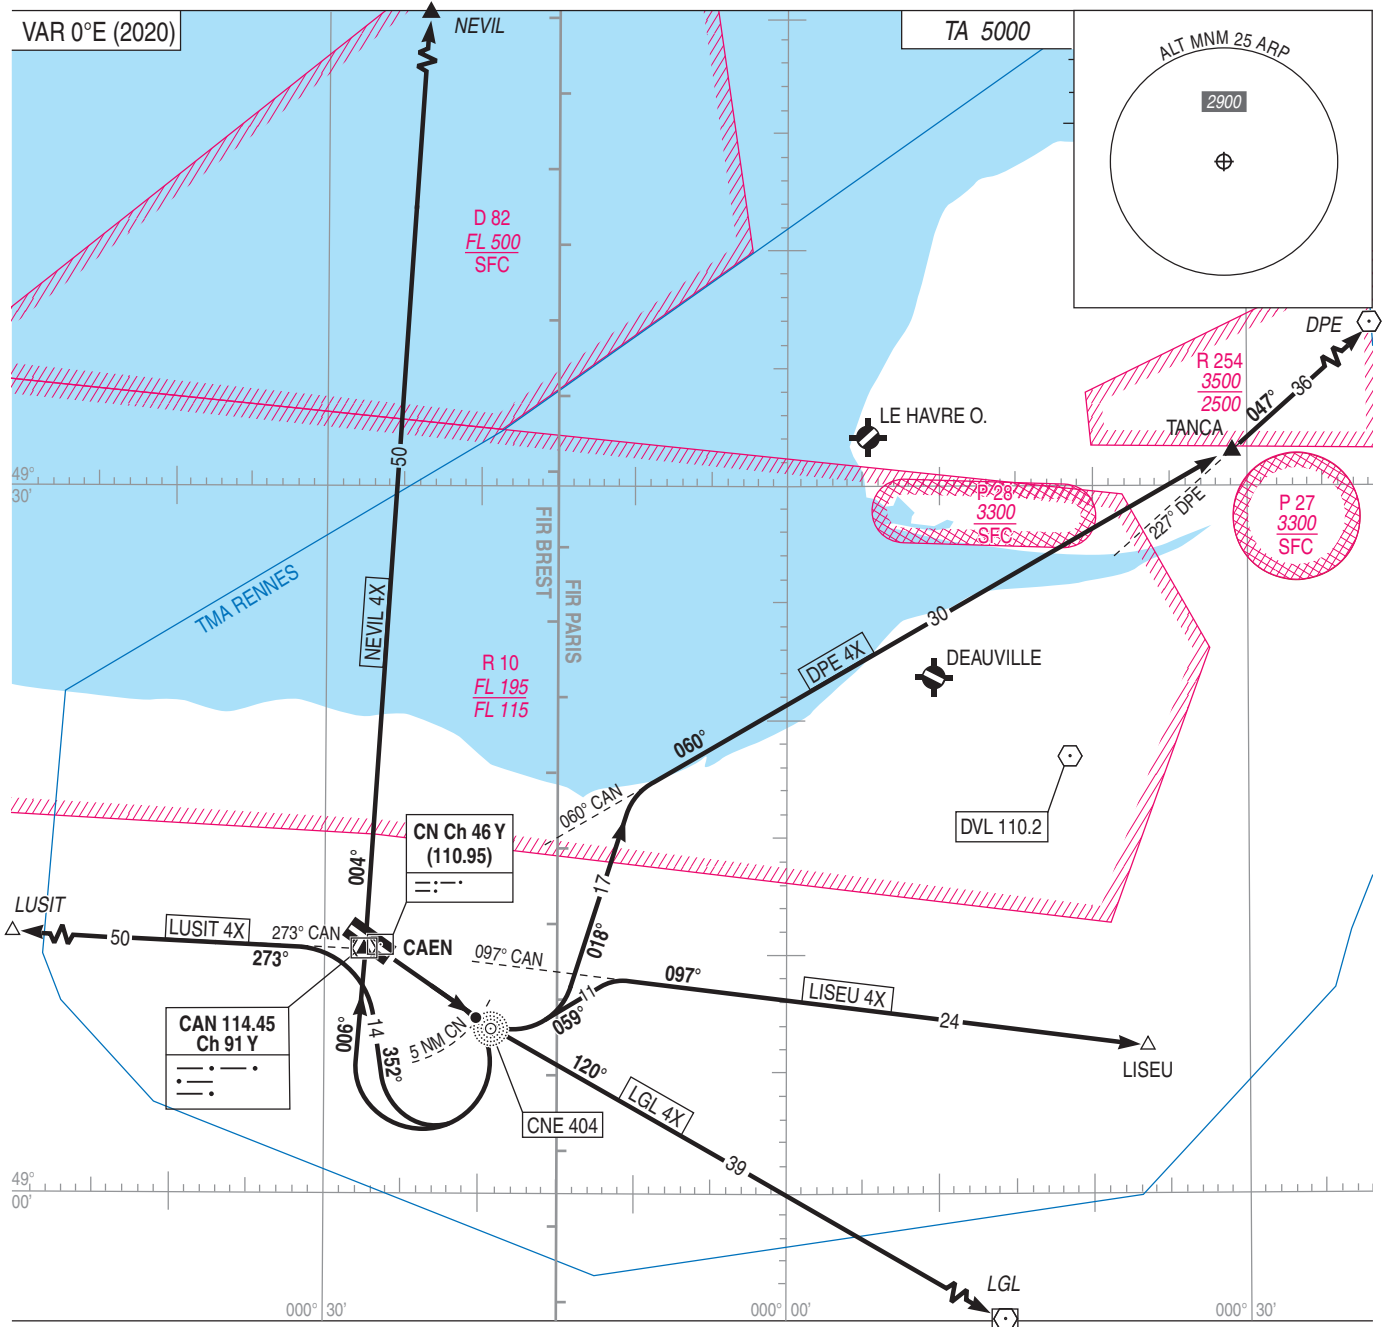 VAR 0°E (2020)
NEVIL
TA 5000
ALT MNM 25 ARP
2900
D 82
FL 500
SFC
DPE
R 254
3500
2500
047°
36
TANCA
LE HAVRE O.
50
49°
30'
P 28
3300
SFC
227° DPE
P 27
3300
SFC
FIR BREST
FIR PARIS
TMA RENNES
NEVIL 4X
30
DPE 4X
DEAUVILLE
R 10
FL 195
FL 115
060°
DVL 110.2
060° CAN
CN Ch 46 Y
(110.95)
004°
17
LUSIT
50
LUSIT 4X
273° CAN
273°
CAEN
097° CAN
018°
097°
11
059°
LISEU 4X
24
LISEU
CAN 114.45
Ch 91 Y
006°
14
352°
5 NM CN
120°
CNE 404
LGL 4X
39
49°
00'
LGL
000° 30'
000° 00'
000° 30'